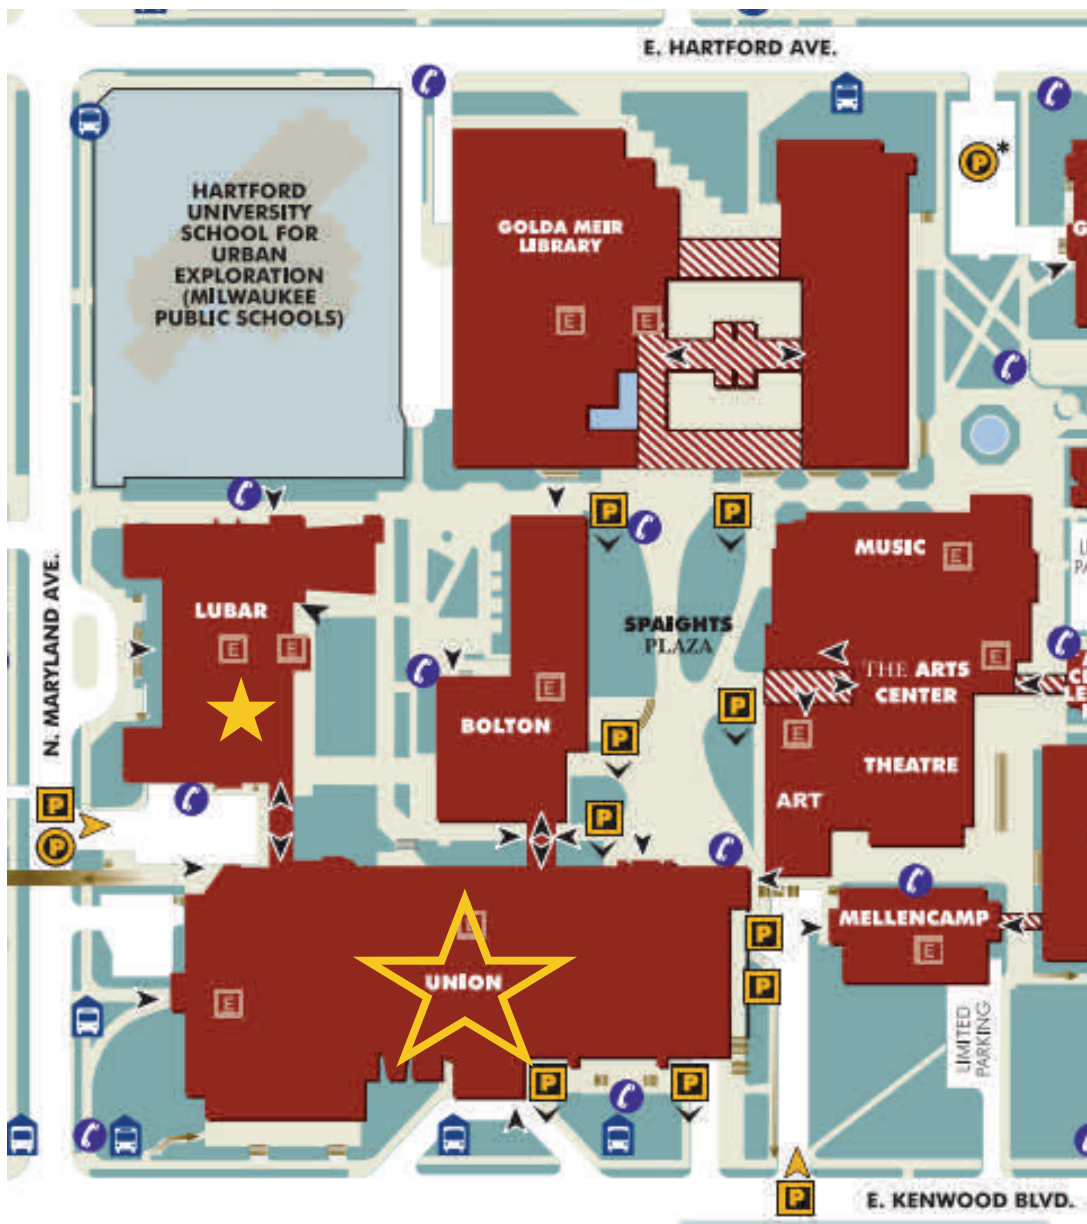 E. HARTFORD AVE.
P
*
HARTFORD
UNIVERSITY
SCHOOL FOR
URBAN
EXPLORATION
(MILWAUKEE
PUBLIC SCHOOLS)
GOLDA MEIR
LIBRARY
E
E
P
P
MUSIC
E
N. MARYLAND AVE.
LUBAR
E
E
SPAIGHTS
PLAZA
THE ARTS
CENTER
E
E
BOLTON
E
P
P
E
THEATRE
ART
P
P
P
MELLENCAMP
E
E
UNION
E
P
P
LIMITED
PARKING
P
P
P
E. KENWOOD BLVD.